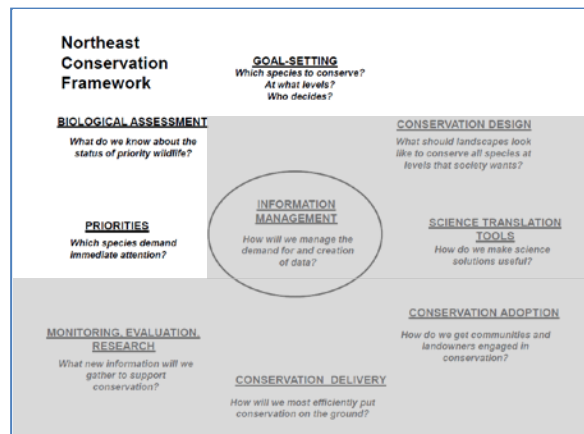 Northeast
Conservation
Framework
GOAL-SETTING
Which species to conserve?
At what levels?
Who decides?
BIOLOGICAL ASSESSMENT
What do we know about the
status of priority wildlife?
CONSERVATION DESIGN
What should landscapes look
like to conserve all species at
levels that society wants?
INFORMATION
MANAGEMENT
How will we manage the
demand for and creation
of data?
PRIORITIES
Which species demand
immediate attention?
SCIENCE TRANSLATION
TOOLS
How do we make science
solutions useful?
CONSERVATION ADOPTION
How do we get communities and
landowners engaged in
conservation?
MONITORING, EVALUATION,
RESEARCH
What new information will we
gather to support
conservation?
CONSERVATION DELIVERY
How will we most efficiently put
conservation on the ground?